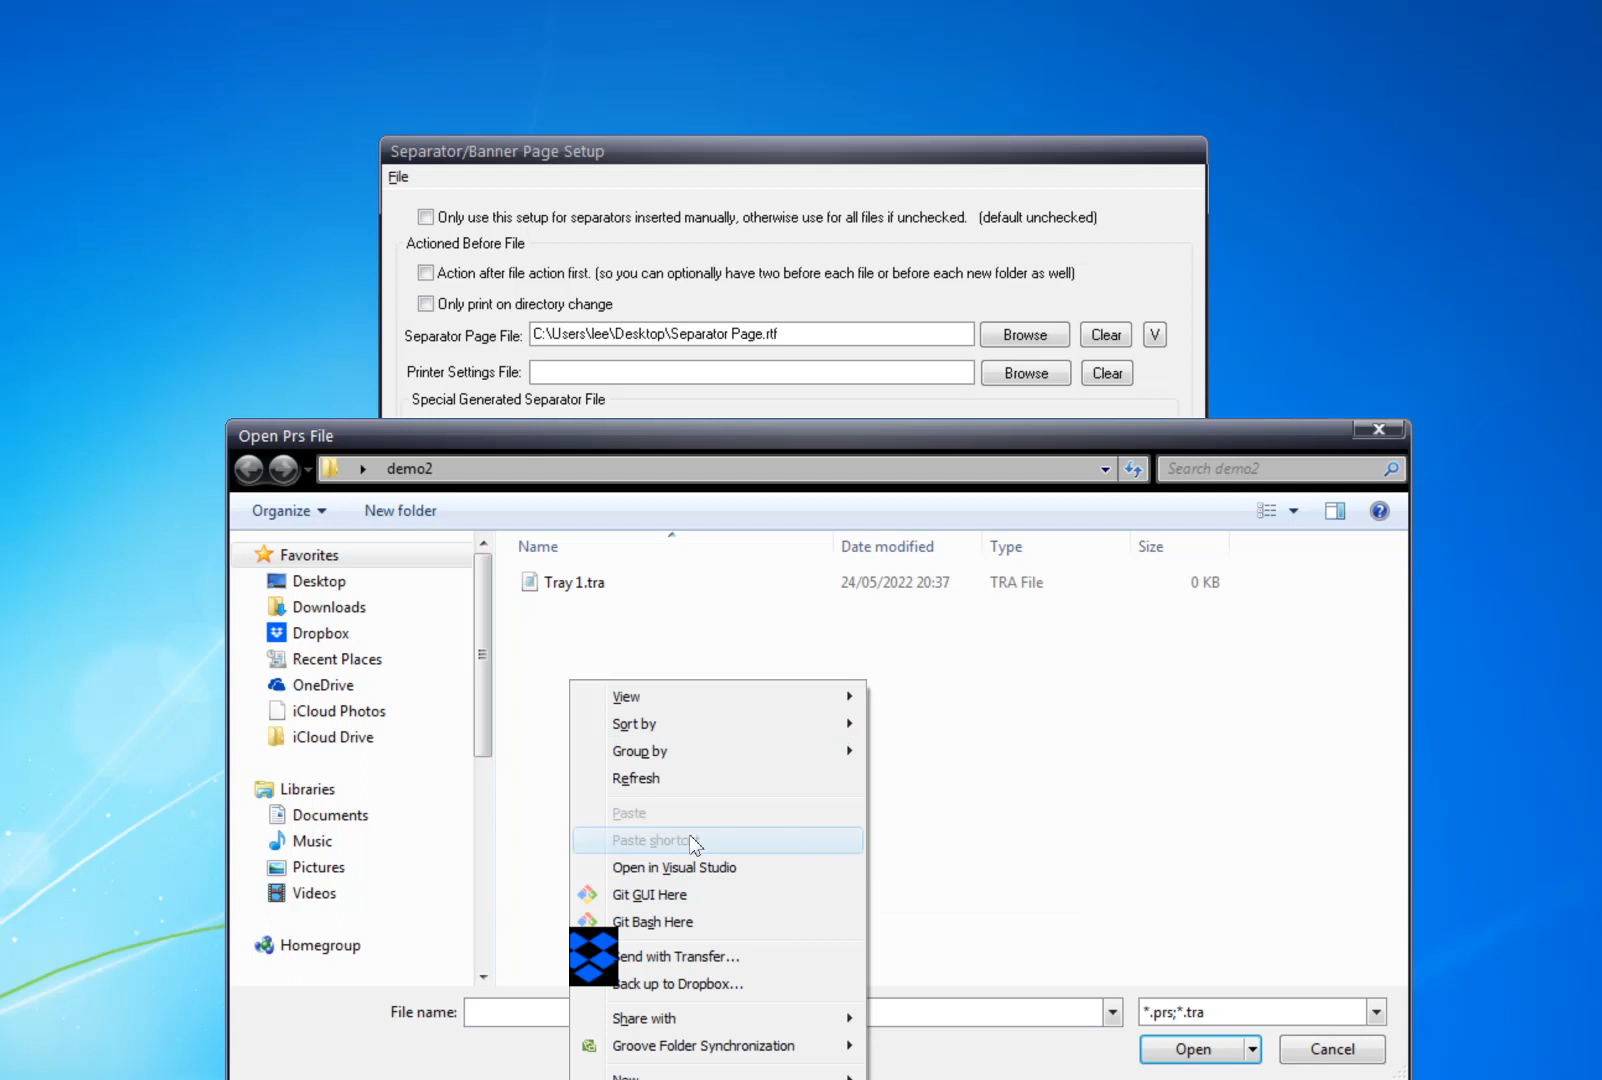 Separator/Banner Page Setup
File
Only use this setup for separators inserted manually, otherwise use for all files if unchecked. (default unchecked)
Actioned Before File
Action after file action first. (so you can optionally have two before each file or before each new folder as well)
Only print on directory change
Separator Page File: C:\Users\lee\Desktop\Separator Page.rtf Browse Clear V
Printer Settings File: Browse Clear
Special Generated Separator File
Open Prs File
demo2 Search demo2
Organize New folder
Name Date modified Type Size
Tray 1.tra 24/05/2022 20:37 TRA File 0 KB
Favorites
Desktop
Downloads
Dropbox
Recent Places
OneDrive
iCloud Photos
iCloud Drive
Libraries
Documents
Music
Pictures
Videos
Homegroup
View
Sort by
Group by
Refresh
Paste
Paste
Open in Visual Studio
Git GUI Here
Git Bash Here
with Transfer...
Back up to Dropbox...
Share with
Groove Folder Synchronization
New
File name: *.prs;*.tra
Open Cancel